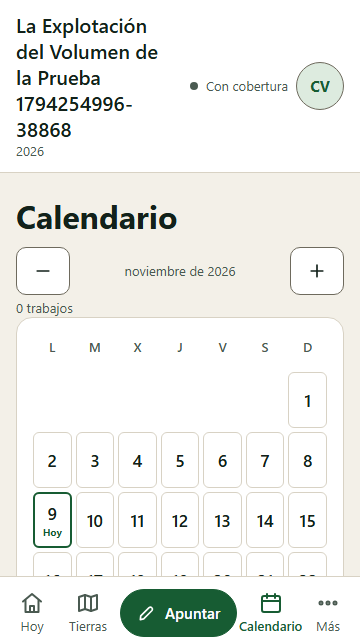 La Explotación
del Volumen de
la Prueba
1794254996-
38868
2026
Con cobertura
CV
Calendario
noviembre de 2026
0 trabajos
L M X J V S D
1
2 3 4 5 6 7 8
9 10 11 12 13 14 15
Hoy
Hoy Tierras Apuntar Calendario Más